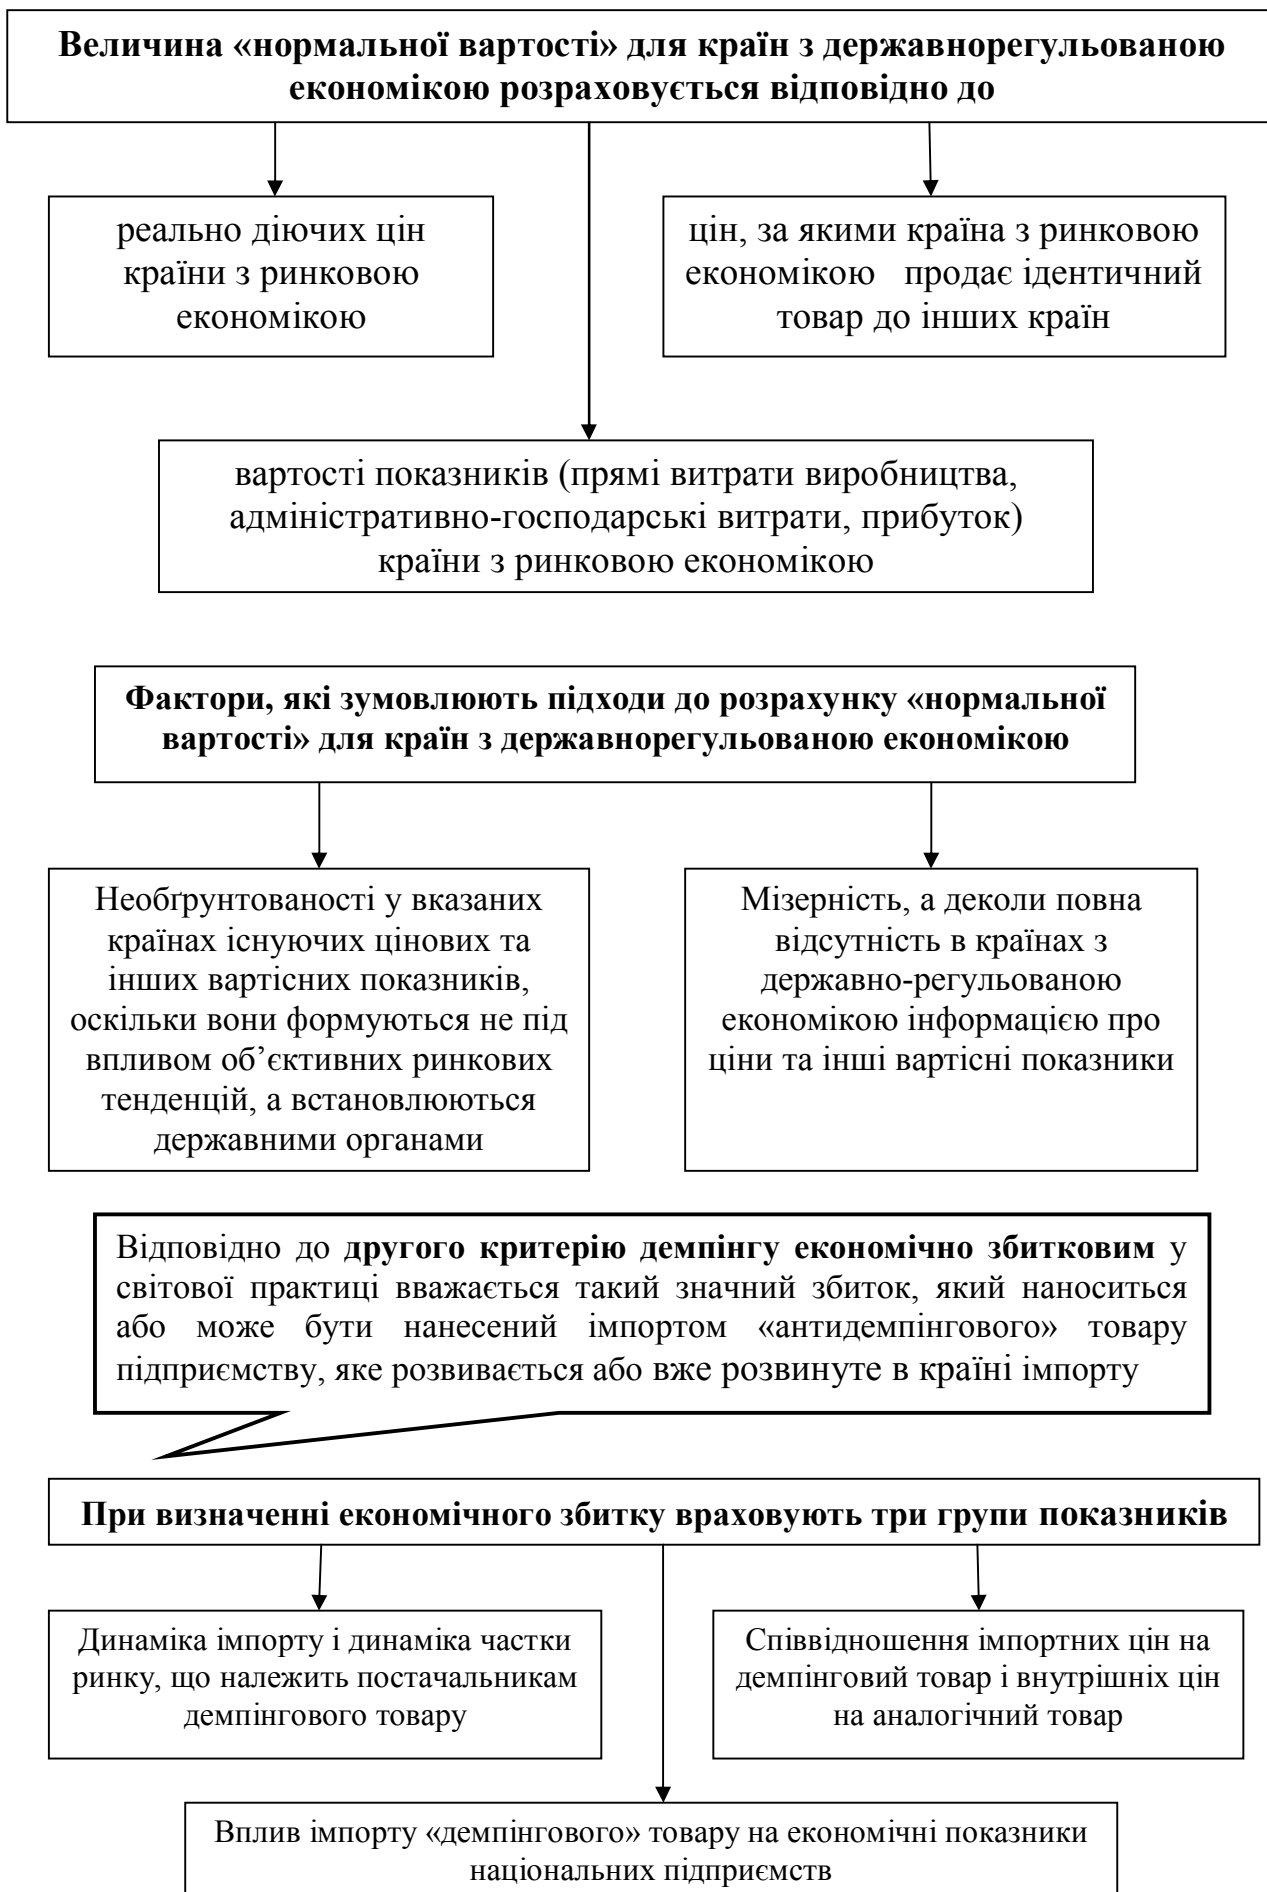 Величина «нормальної вартості» для країн з державнорегульованою
економікою розраховується відповідно до
реально діючих цін
країни з ринковою
економікою
цін, за якими країна з ринковою
економікою продає ідентичний
товар до інших країн
вартості показників (прямі витрати виробництва,
адміністративно-господарські витрати, прибуток)
країни з ринковою економікою
Фактори, які зумовлюють підходи до розрахунку «нормальної
вартості» для країн з державнорегульованою економікою
Необґрунтованості у вказаних
країнах існуючих цінових та
інших вартісних показників,
оскільки вони формуються не під
впливом об’єктивних ринкових
тенденцій, а встановлюються
державними органами
Мізерність, а деколи повна
відсутність в країнах з
державно-регульованою
економікою інформацією про
ціни та інші вартісні показники
Відповідно до другого критерію демпінгу економічно збитковим у
світової практиці вважається такий значний збиток, який наноситься
або може бути нанесений імпортом «антидемпінгового» товару
підприємству, яке розвивається або вже розвинуте в країні імпорту
При визначенні економічного збитку враховують три групи показників
Динаміка імпорту і динаміка частки
ринку, що належить постачальникам
демпінгового товару
Співвідношення імпортних цін на
демпінговий товар і внутрішніх цін
на аналогічний товар
Вплив імпорту «демпінгового» товару на економічні показники
національних підприємств